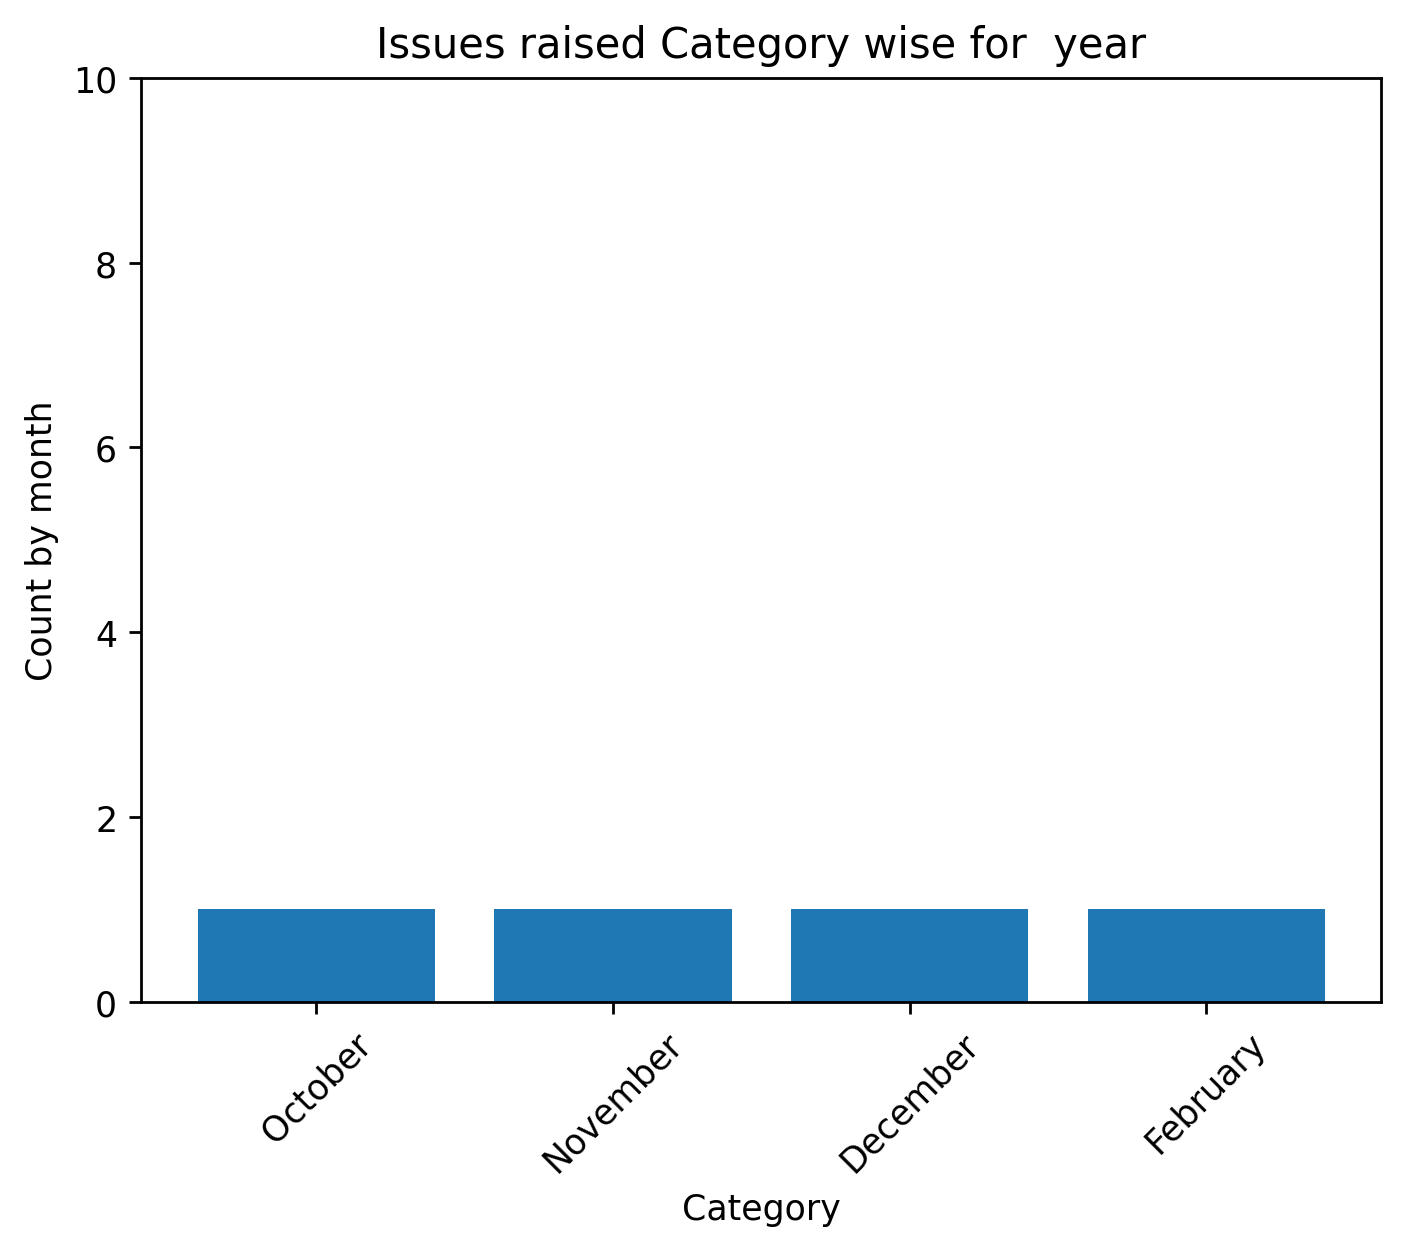 Issues raised Category wise for  year
10
8
6
4
2
0
Count by month
October
November
December
February
Category